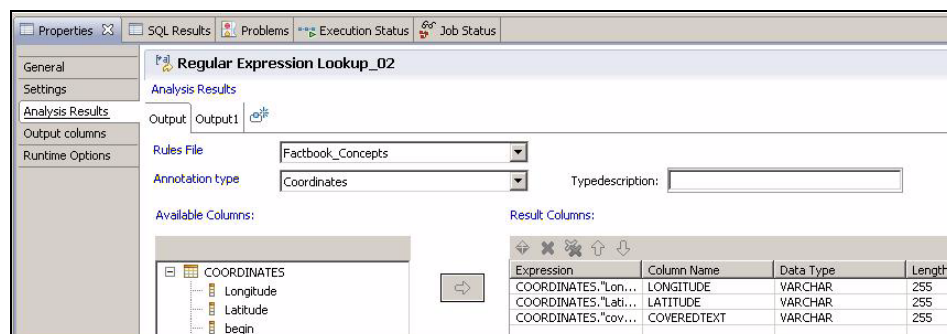 Properties SQL Results Problems Execution Status Job Status
General
Settings
Analysis Results
Output columns
Runtime Options
Regular Expression Lookup_02
Analysis Results
Output Output1
Rules File Factbook_Concepts
Annotation type Coordinates Typedescription:
Available Columns:
COORDINATES
Longitude
Latitude
begin
Result Columns:
Expression Column Name Data Type Length
COORDINATES."Lon... LONGITUDE VARCHAR 255
COORDINATES."Lati... LATITUDE VARCHAR 255
COORDINATES."cov... COVEREDTEXT VARCHAR 255